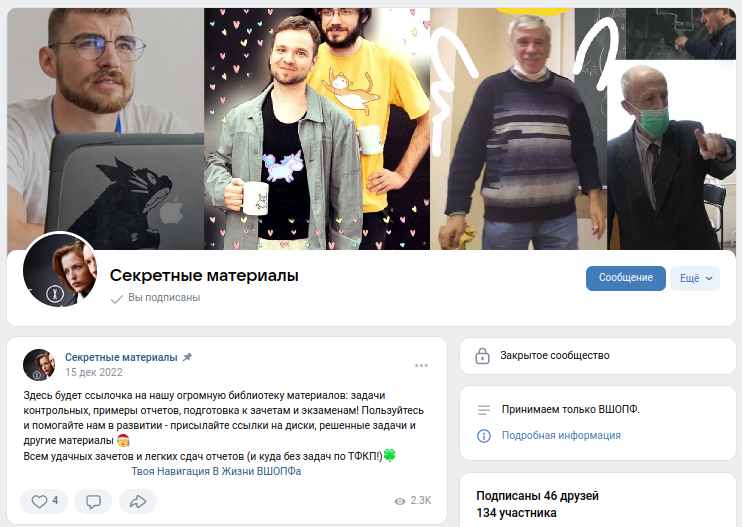 Секретные материалы
Вы подписаны
Сообщение
Ещё
Секретные материалы
15 дек 2022
Здесь будет ссылочка на нашу огромную библиотеку материалов: задачи
контрольных, примеры отчетов, подготовка к зачетам и экзаменам! Пользуйтесь
и помогайте нам в развитии - присылайте ссылки на диски, решенные задачи и
другие материалы 🎅
Всем удачных зачетов и легких сдач отчетов (и куда без задач по ТФКП!)🍀
Твоя Навигация В Жизни ВШОПФа
4
2.3K
Закрытое сообщество
Принимаем только ВШОПФ.
Подробная информация
Подписаны 46 друзей
134 участника